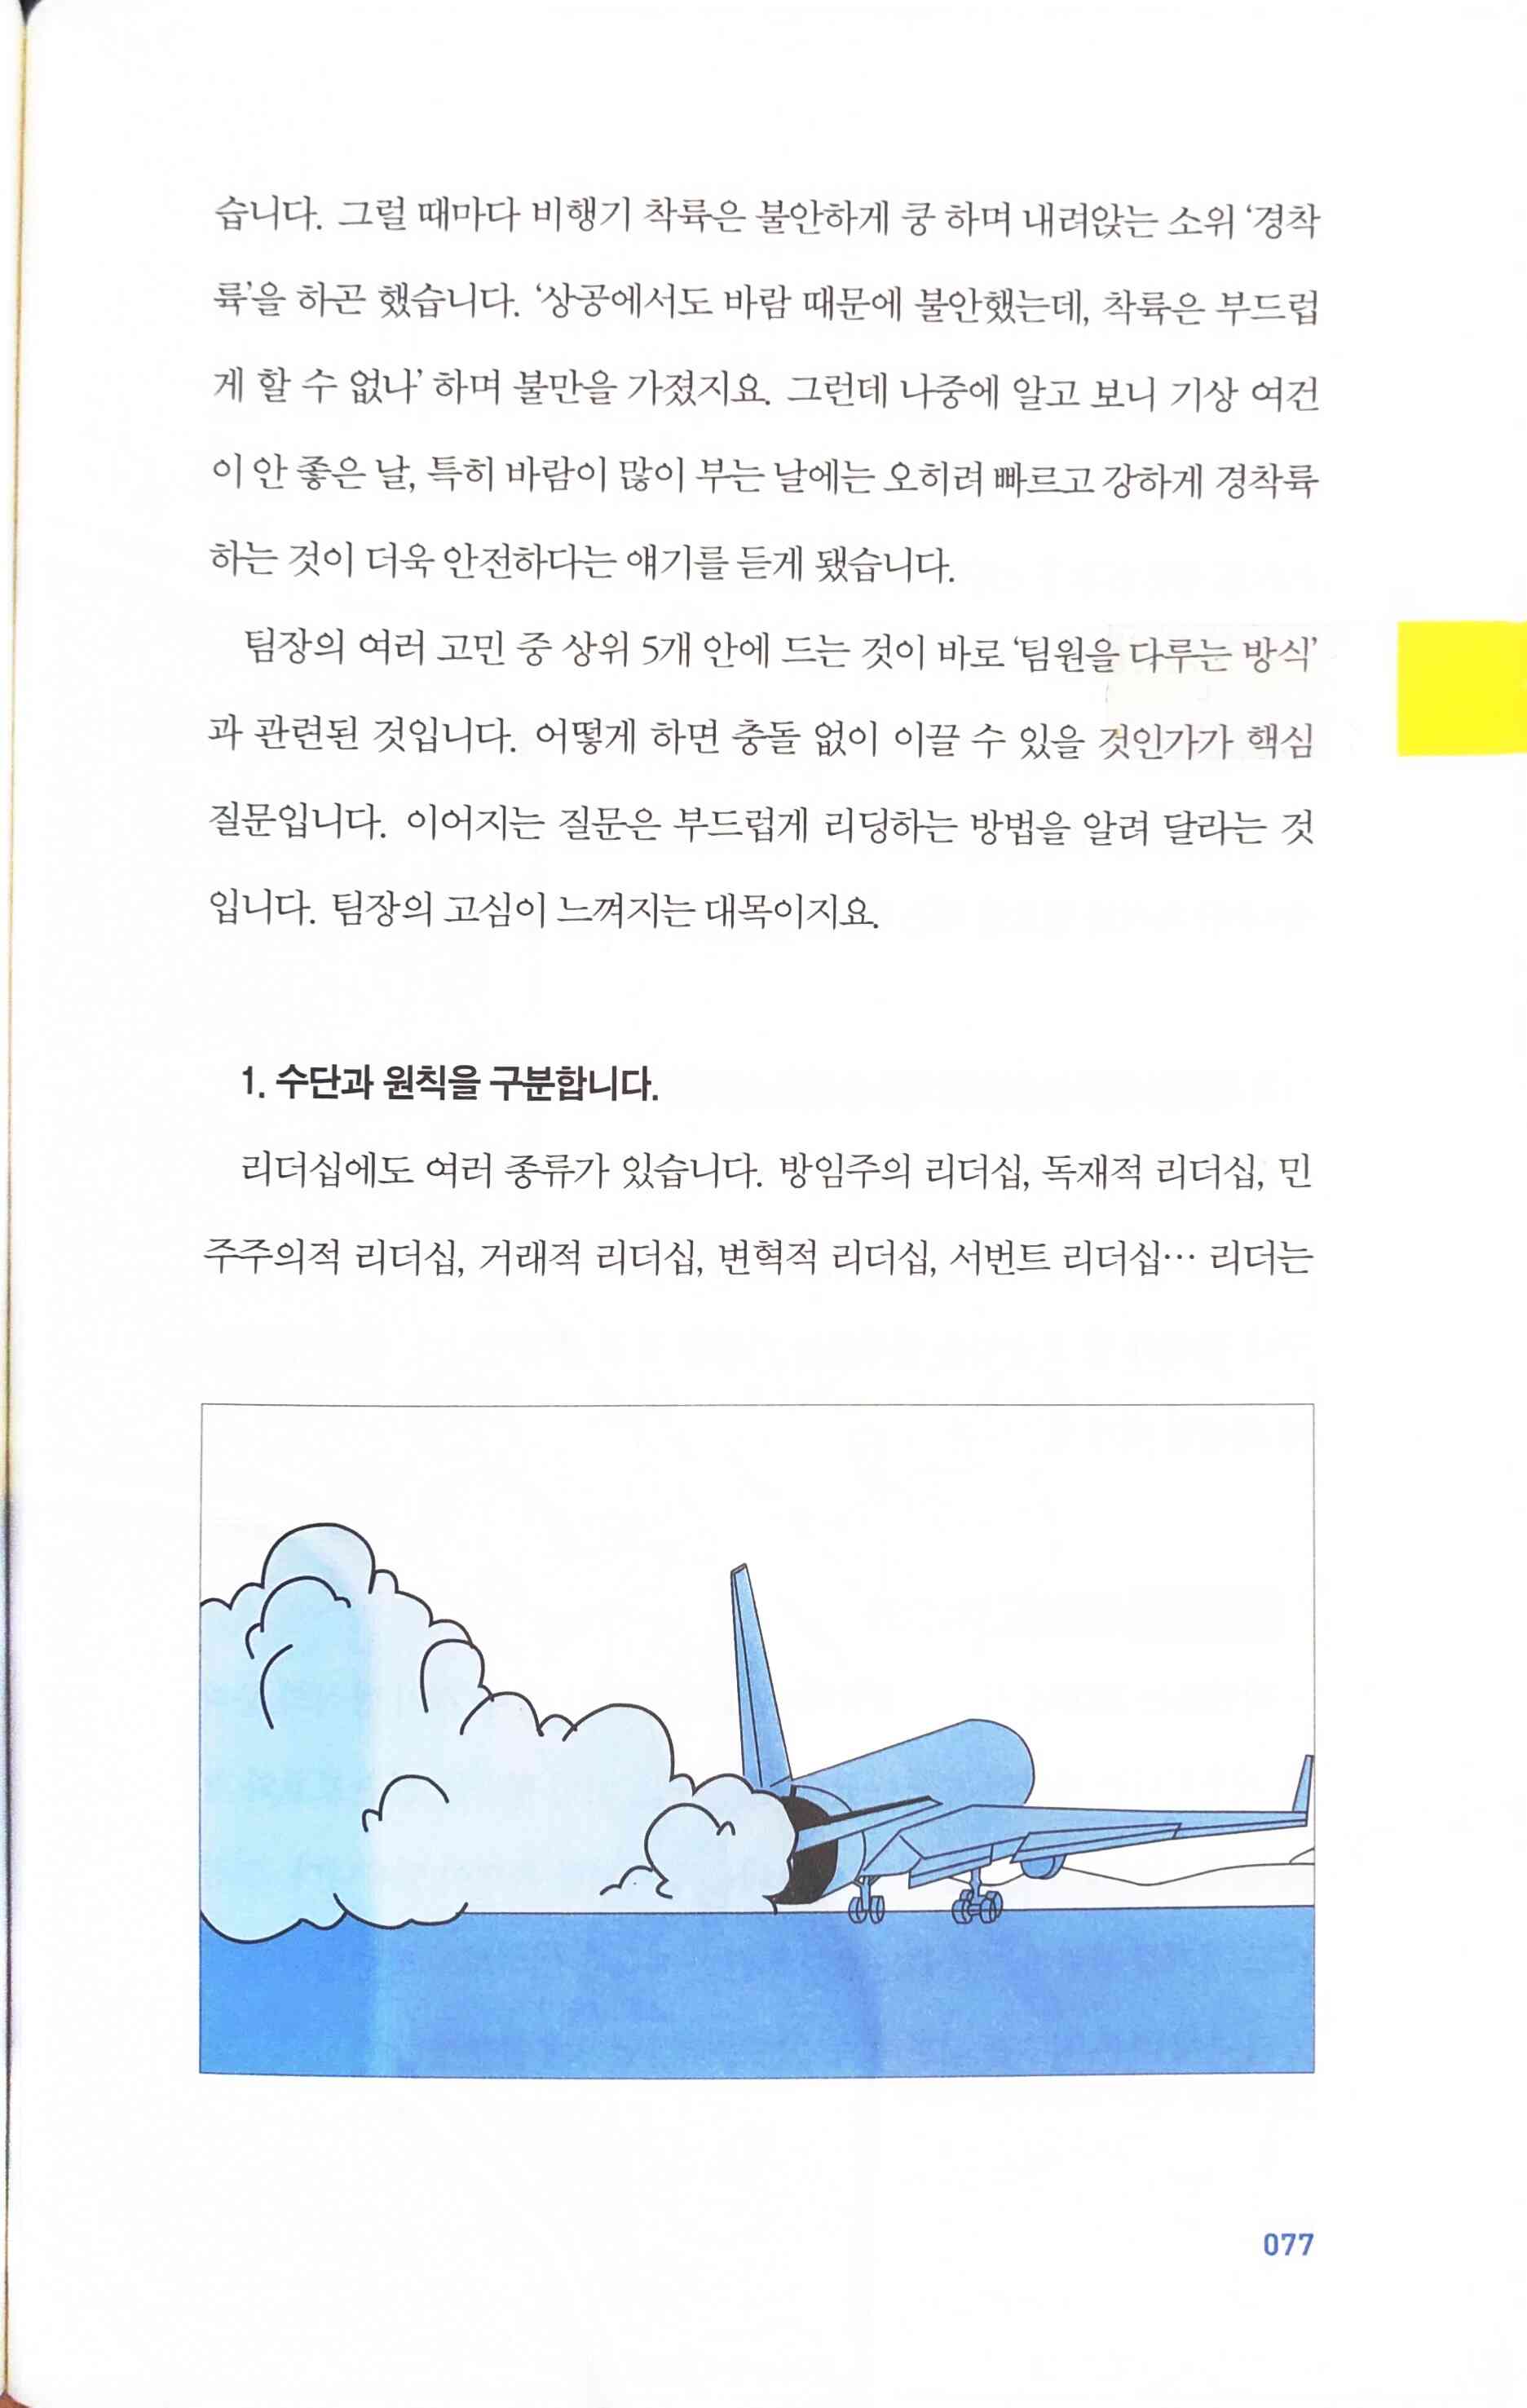 습니다. 그럴 때마다 비행기 착륙은 불안하게 쿵 하며 내려앉는 소위 ‘경착
륙’을 하곤 했습니다. ‘상공에서도 바람 때문에 불안했는데, 착륙은 부드럽
게 할 수 없나’ 하며 불만을 가졌지요. 그런데 나중에 알고 보니 기상 여건
이 안 좋은 날, 특히 바람이 많이 부는 날에는 오히려 빠르고 강하게 경착륙
하는 것이 더욱 안전하다는 얘기를 듣게 됐습니다.
팀장의 여러 고민 중 상위 5개 안에 드는 것이 바로 ‘팀원을 다루는 방식’
과 관련된 것입니다. 어떻게 하면 충돌 없이 이끌 수 있을 것인가가 핵심
질문입니다. 이어지는 질문은 부드럽게 리딩하는 방법을 알려 달라는 것
입니다. 팀장의 고심이 느껴지는 대목이지요.
1. 수단과 원칙을 구분합니다.
리더십에도 여러 종류가 있습니다. 방임주의 리더십, 독재적 리더십, 민
주주의적 리더십, 거래적 리더십, 변혁적 리더십, 서번트 리더십… 리더는
077